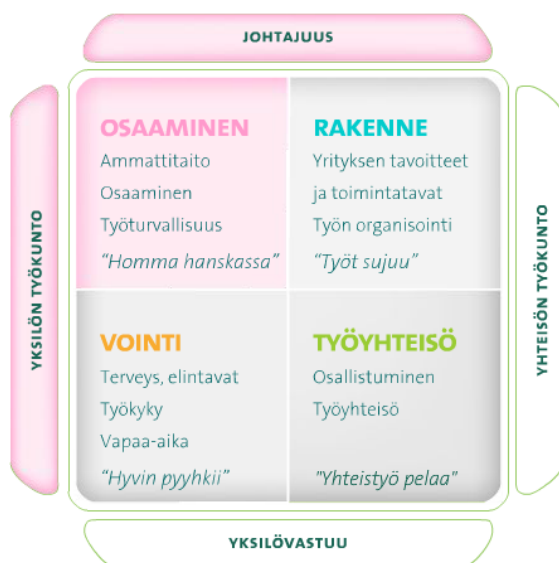 JOHTAJUUS
YKSILÖN TYÖKUNTO
OSAAMINEN
Ammattitaito
Osaaminen
Työturvallisuus
“Homma hanskassa”
RAKENNE
Yrityksen tavoitteet
ja toimintatavat
Työn organisointi
“Työt sujuu”
YHTEISÖN TYÖKUNTO
VOINTI
Terveys, elintavat
Työkyky
Vapaa-aika
“Hyvin pyyhkii”
TYÖYHTEISÖ
Osallistuminen
Työyhteisö
"Yhteistyö pelaa"
YKSILÖVASTUU